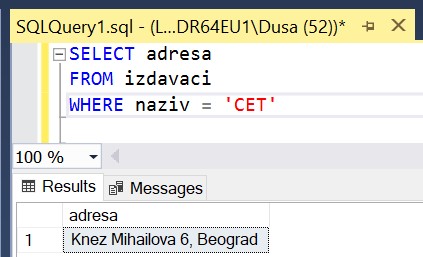 SQLQuery1.sql - (L...DR64EU1\Dusa (52))*
SELECT adresa
FROM izdavaci
WHERE naziv = 'CET'
100 %
Results Messages
adresa
1 Knez Mihailova 6, Beograd